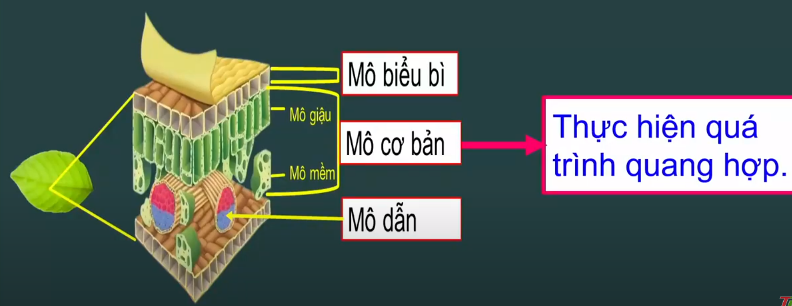 Mô biểu bì
Mô giậu
Mô cơ bản
Mô mềm
Mô dẫn
Thực hiện quá
trình quang hợp.